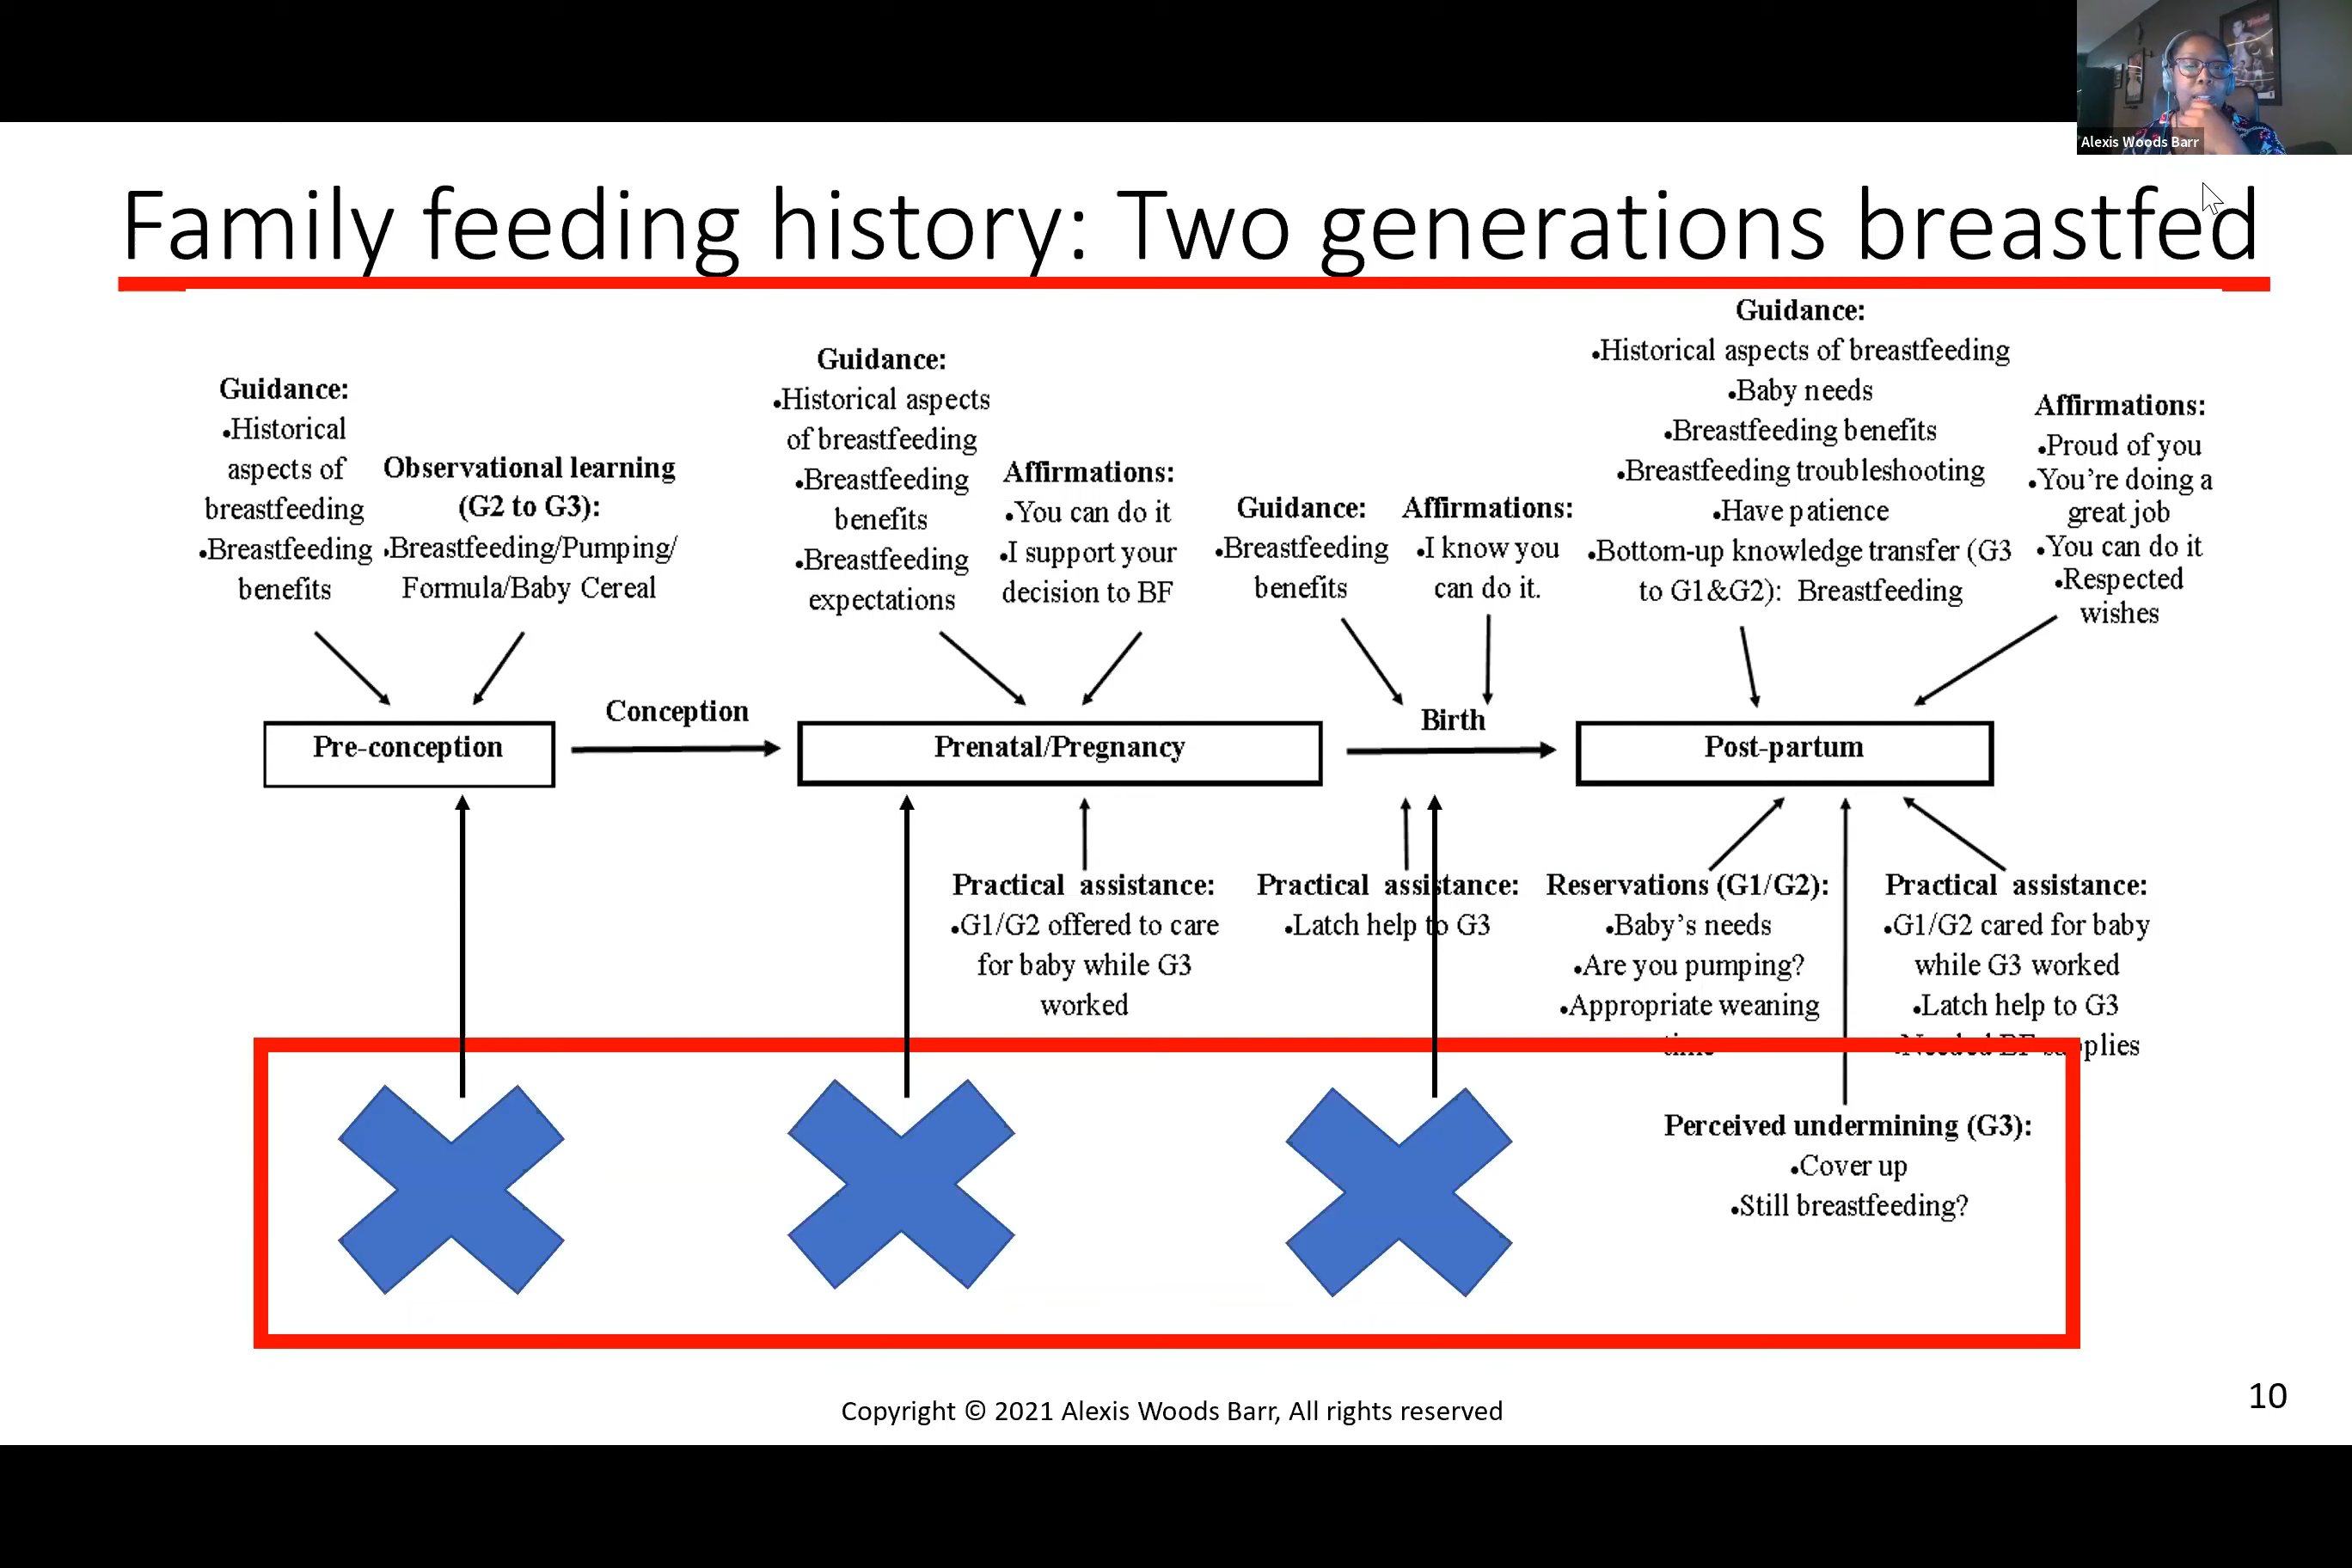 Alexis Woods Barr
Family feeding history: Two generations breastfed
Guidance:
•Historical
aspects of
breastfeeding
•Breastfeeding
benefits
Observational learning
(G2 to G3):
•Breastfeeding/Pumping/
Formula/Baby Cereal
Guidance:
•Historical aspects
of breastfeeding
•Breastfeeding
benefits
•Breastfeeding
expectations
Affirmations:
•You can do it
•I support your
decision to BF
Guidance:
•Breastfeeding
benefits
Affirmations:
•I know you
can do it.
Guidance:
•Historical aspects of breastfeeding
•Baby needs
•Breastfeeding benefits
•Breastfeeding troubleshooting
•Have patience
•Bottom-up knowledge transfer (G3
to G1&G2): Breastfeeding
Affirmations:
•Proud of you
•You're doing a
great job
•You can do it
•Respected
wishes
Pre-conception
Conception
Prenatal/Pregnancy
Birth
Post-partum
Practical assistance:
•G1/G2 offered to care
for baby while G3
worked
Practical assistance:
•Latch help to G3
Reservations (G1/G2):
•Baby's needs
•Are you pumping?
•Appropriate weaning
time
Practical assistance:
•G1/G2 cared for baby
while G3 worked
•Latch help to G3
•Needed BF supplies
Perceived undermining (G3):
•Cover up
•Still breastfeeding?
Copyright © 2021 Alexis Woods Barr, All rights reserved
10